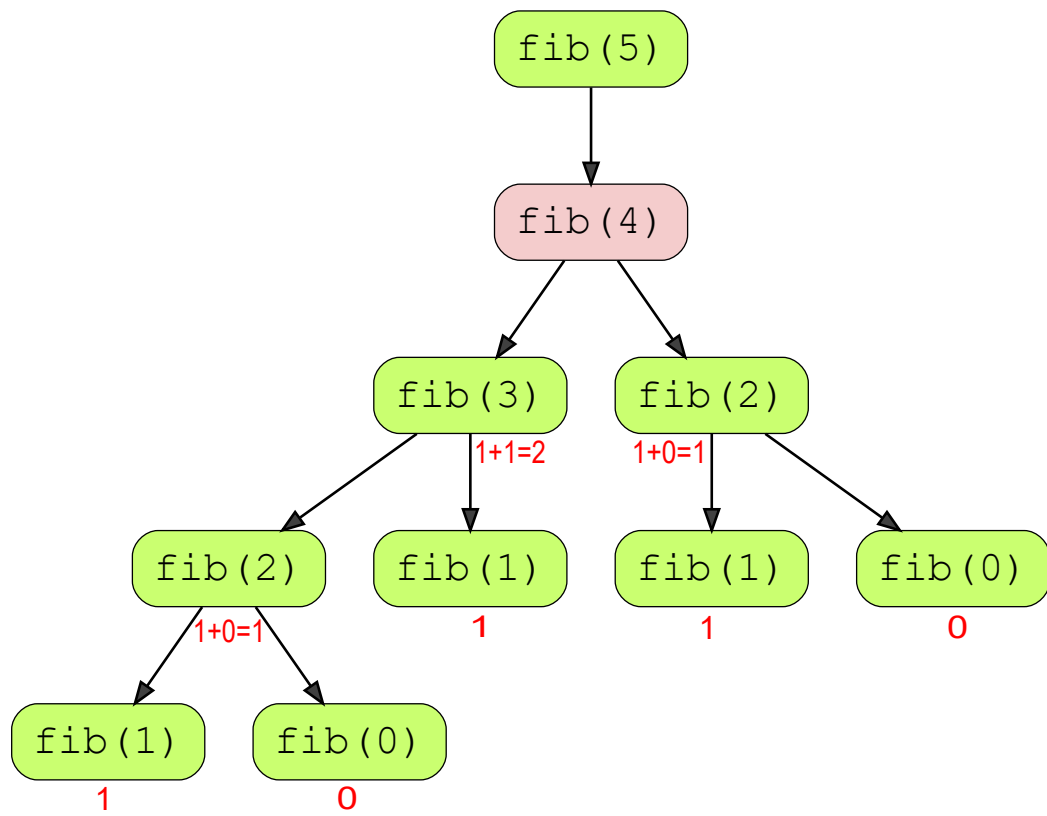 fib(5)
fib(4)
fib(3) fib(2)
1+1=2 1+0=1
fib(2) fib(1) fib(1) fib(0)
1+0=1 1 1 0
fib(1) fib(0)
1 0